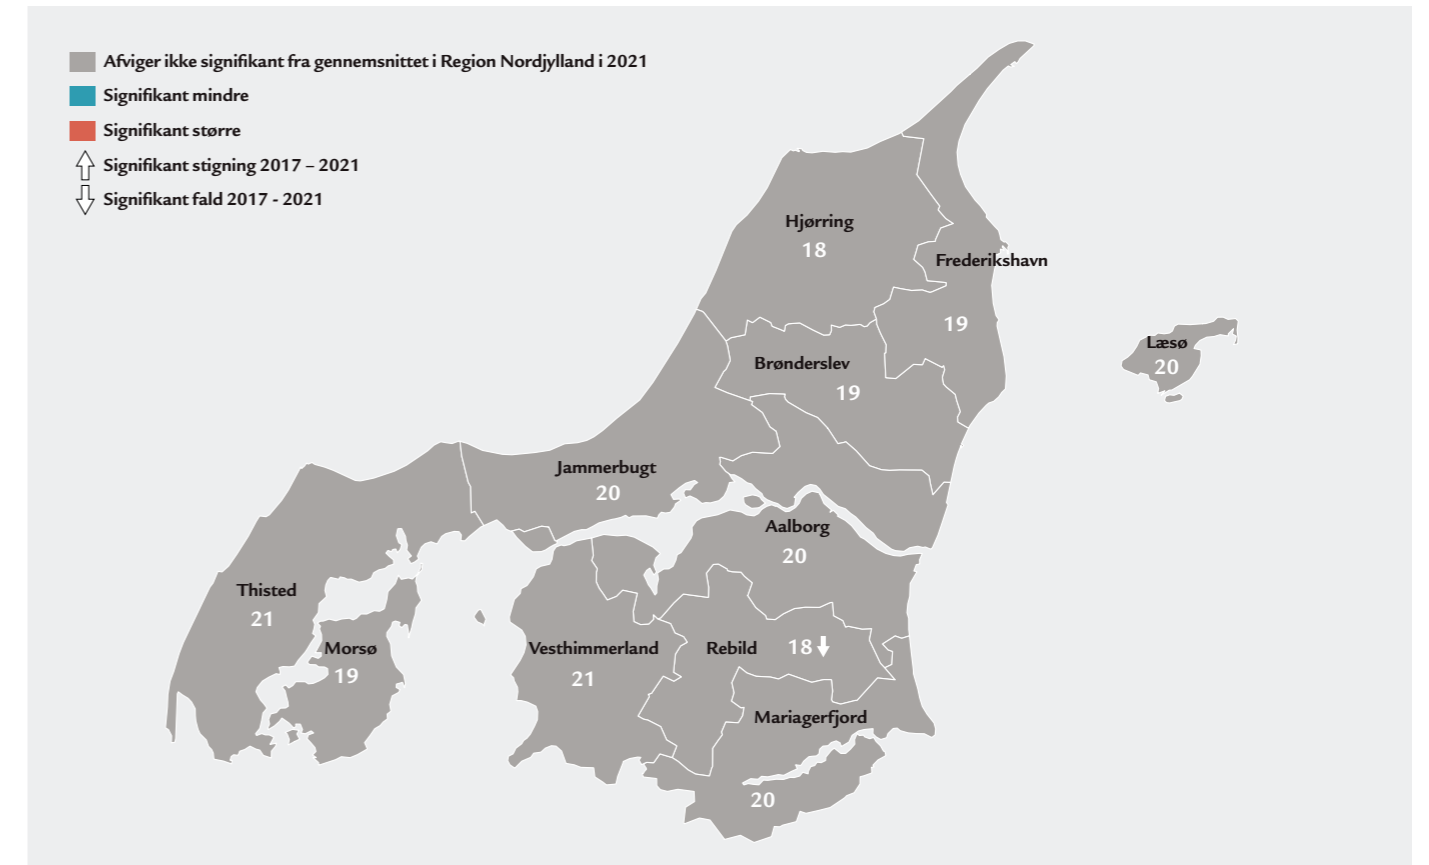 Afviger ikke signifikant fra gennemsnittet i Region Nordjylland i 2021
Signifikant mindre
Signifikant større
Signifikant stigning 2017 – 2021
Signifikant fald 2017 - 2021
Hjørring
18
Frederikshavn
19
Læsø
20
Brønderslev
19
Jammerbugt
20
Aalborg
20
Thisted
21
Morsø
19
Vesthimmerland
21
Rebild 18
Mariagerfjord
20